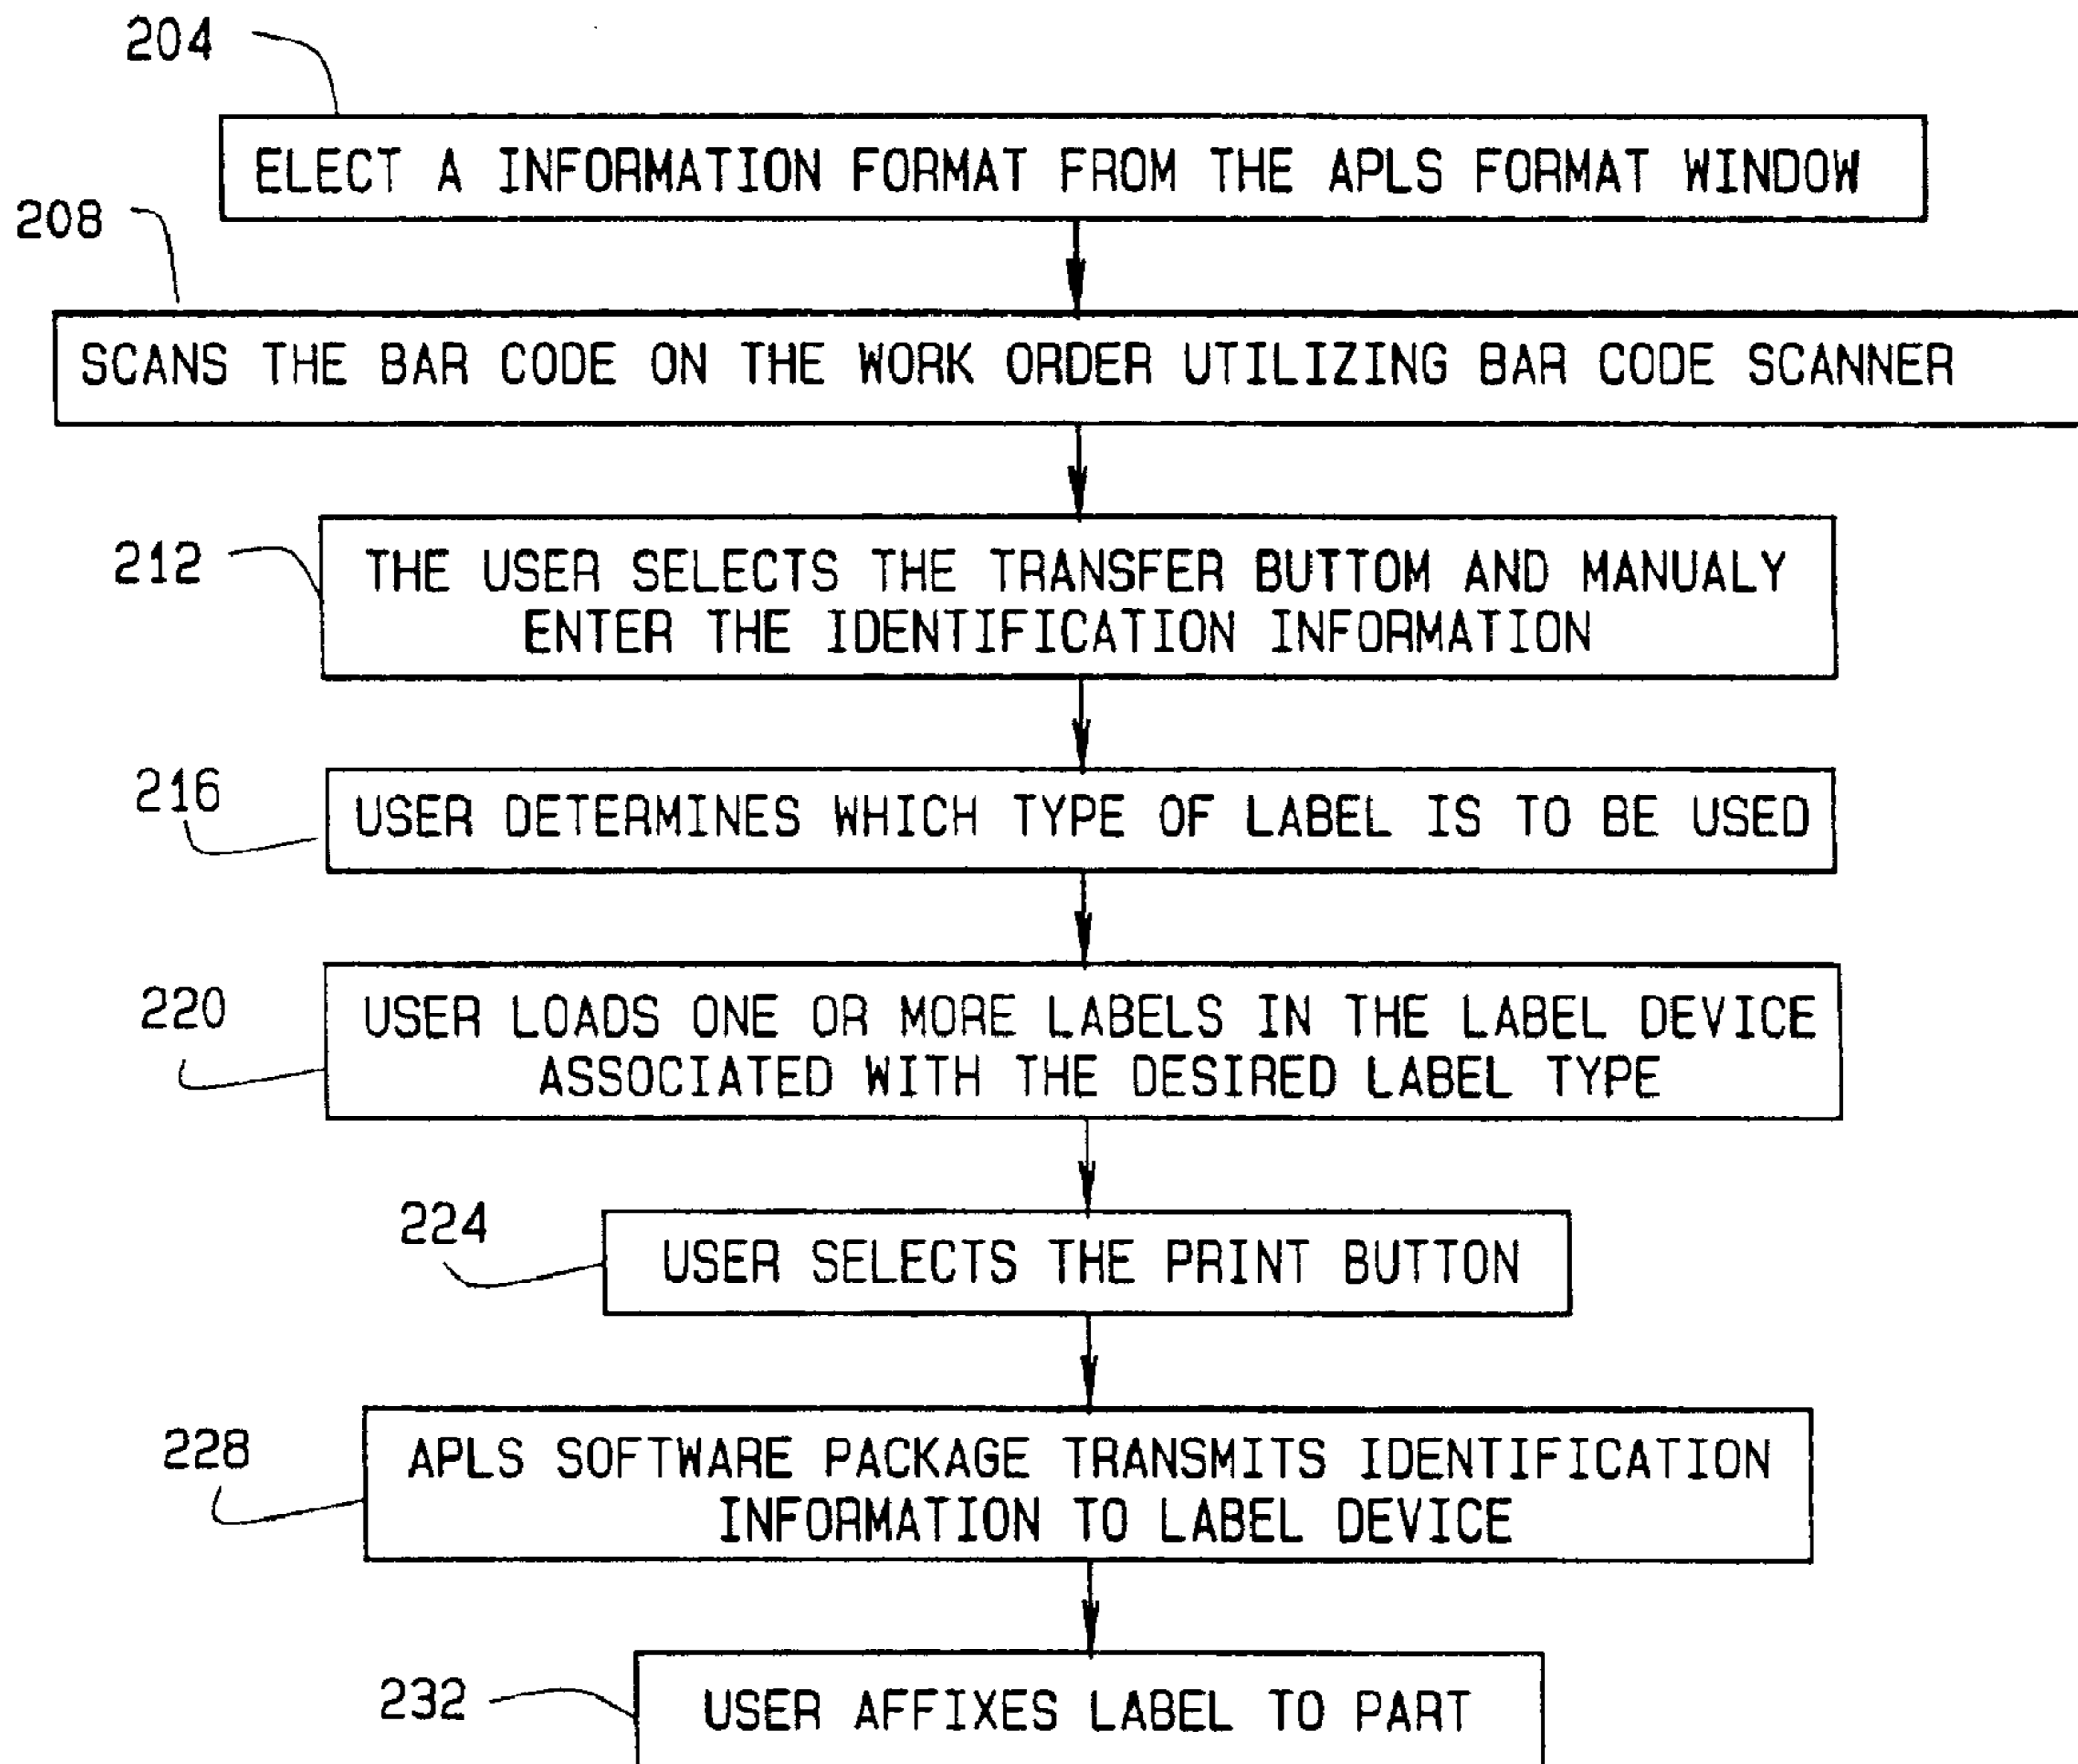 204
ELECT A INFORMATION FORMAT FROM THE APLS FORMAT WINDOW
208
SCANS THE BAR CODE ON THE WORK ORDER UTILIZING BAR CODE SCANNER
212
THE USER SELECTS THE TRANSFER BUTTOM AND MANUALY
ENTER THE IDENTIFICATION INFORMATION
216
USER DETERMINES WHICH TYPE OF LABEL IS TO BE USED
220
USER LOADS ONE OR MORE LABELS IN THE LABEL DEVICE
ASSOCIATED WITH THE DESIRED LABEL TYPE
224
USER SELECTS THE PRINT BUTTON
228
APLS SOFTWARE PACKAGE TRANSMITS IDENTIFICATION
INFORMATION TO LABEL DEVICE
232
USER AFFIXES LABEL TO PART